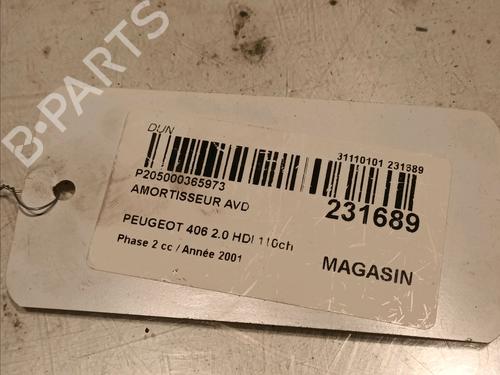 B-PARTS
DUN
31110101 231689
P205000365973
AMORTISSEUR AVD
231689
PEUGEOT 406 2.0 HDI 110ch
Phase 2 cc / Année 2001
MAGASIN